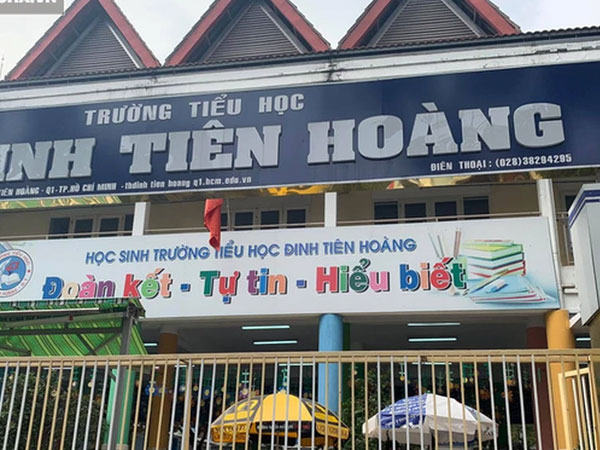 TRƯỜNG TIỂU HỌC
INH TIÊN HOÀNG
TIÊN HOÀNG - Q1 - TP.HỒ CHÍ MINH - thdinh tien hoang q1.hcm.edu.vn
ĐIỆN THOẠI : (028)38294295
HỌC SINH TRƯỜNG TIỂU HỌC ĐINH TIÊN HOÀNG
Đoàn kết - Tự tin - Hiểu biết